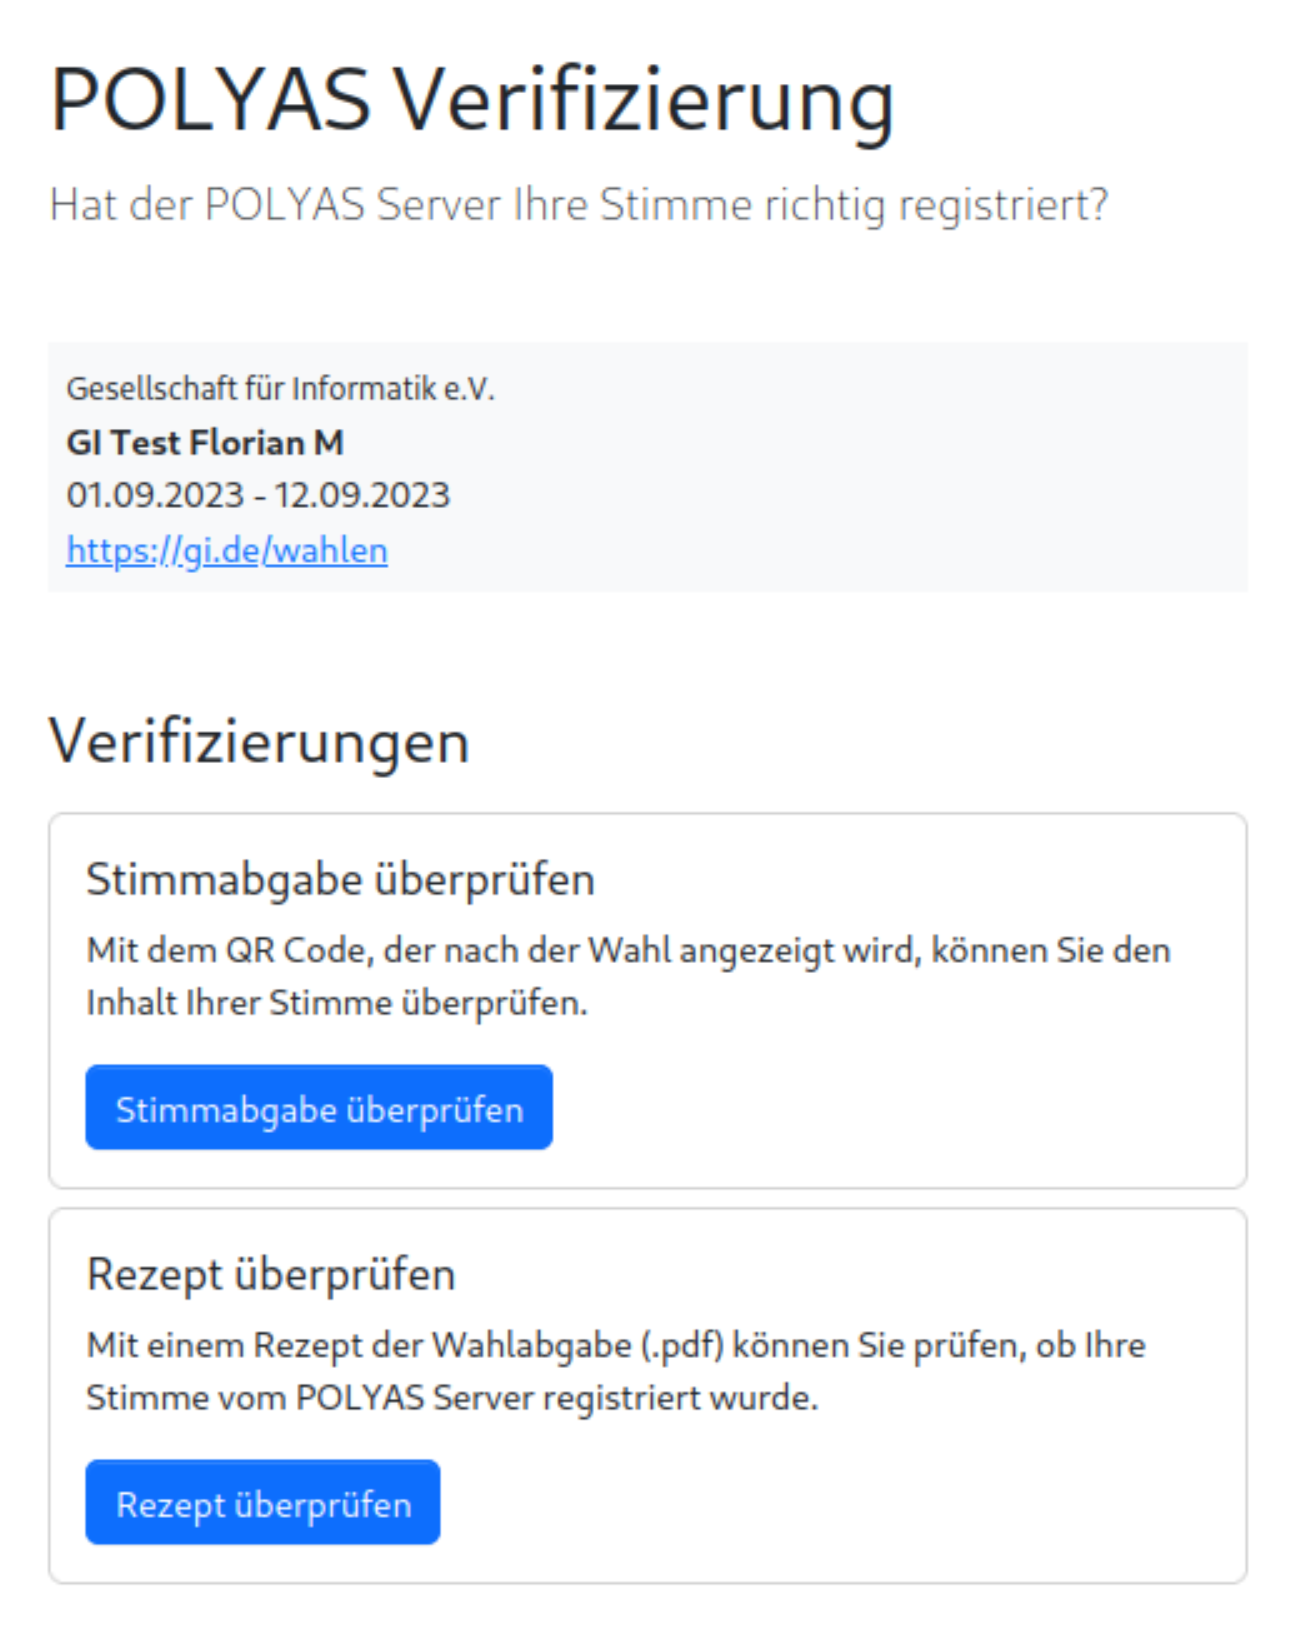 POLYAS Verifizierung
Hat der POLYAS Server Ihre Stimme richtig registriert?
Gesellschaft für Informatik e.V.
GI Test Florian M
01.09.2023 - 12.09.2023
https://gi.de/wahlen
Verifizierungen
Stimmabgabe überprüfen
Mit dem QR Code, der nach der Wahl angezeigt wird, können Sie den
Inhalt Ihrer Stimme überprüfen.
Stimmabgabe überprüfen
Rezept überprüfen
Mit einem Rezept der Wahlabgabe (.pdf) können Sie prüfen, ob Ihre
Stimme vom POLYAS Server registriert wurde.
Rezept überprüfen